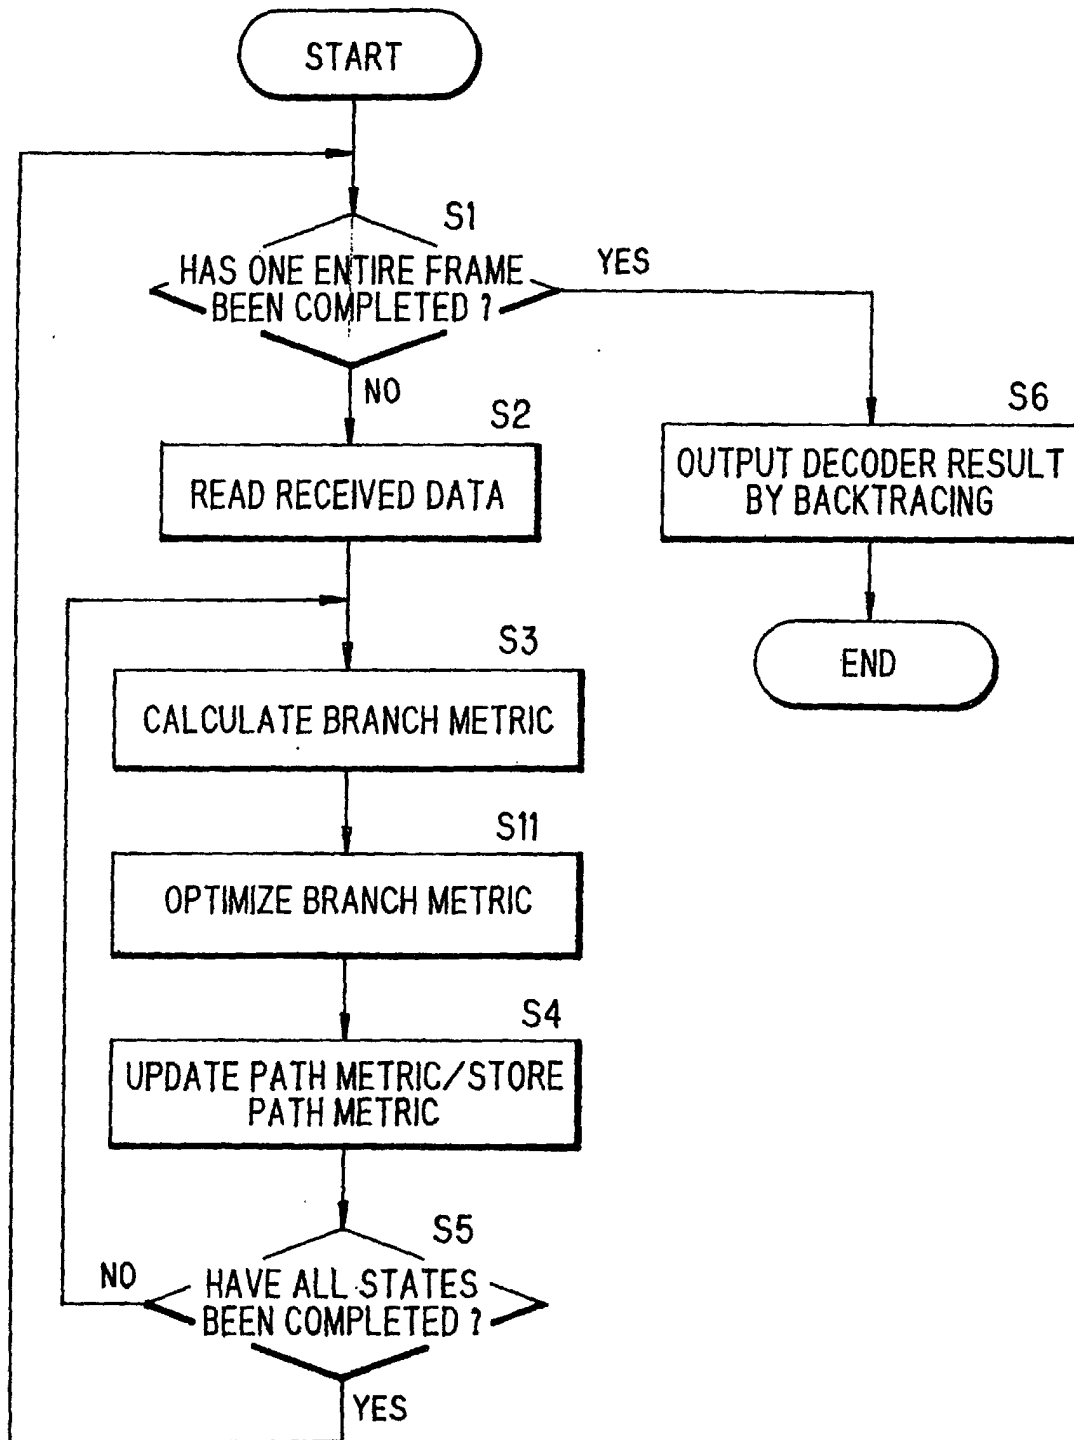 START
S1
HAS ONE ENTIRE FRAME
BEEN COMPLETED ?
YES
NO
S2
READ RECEIVED DATA
S6
OUTPUT DECODER RESULT
BY BACKTRACING
END
S3
CALCULATE BRANCH METRIC
S11
OPTIMIZE BRANCH METRIC
S4
UPDATE PATH METRIC/STORE
PATH METRIC
S5
HAVE ALL STATES
BEEN COMPLETED ?
NO
YES